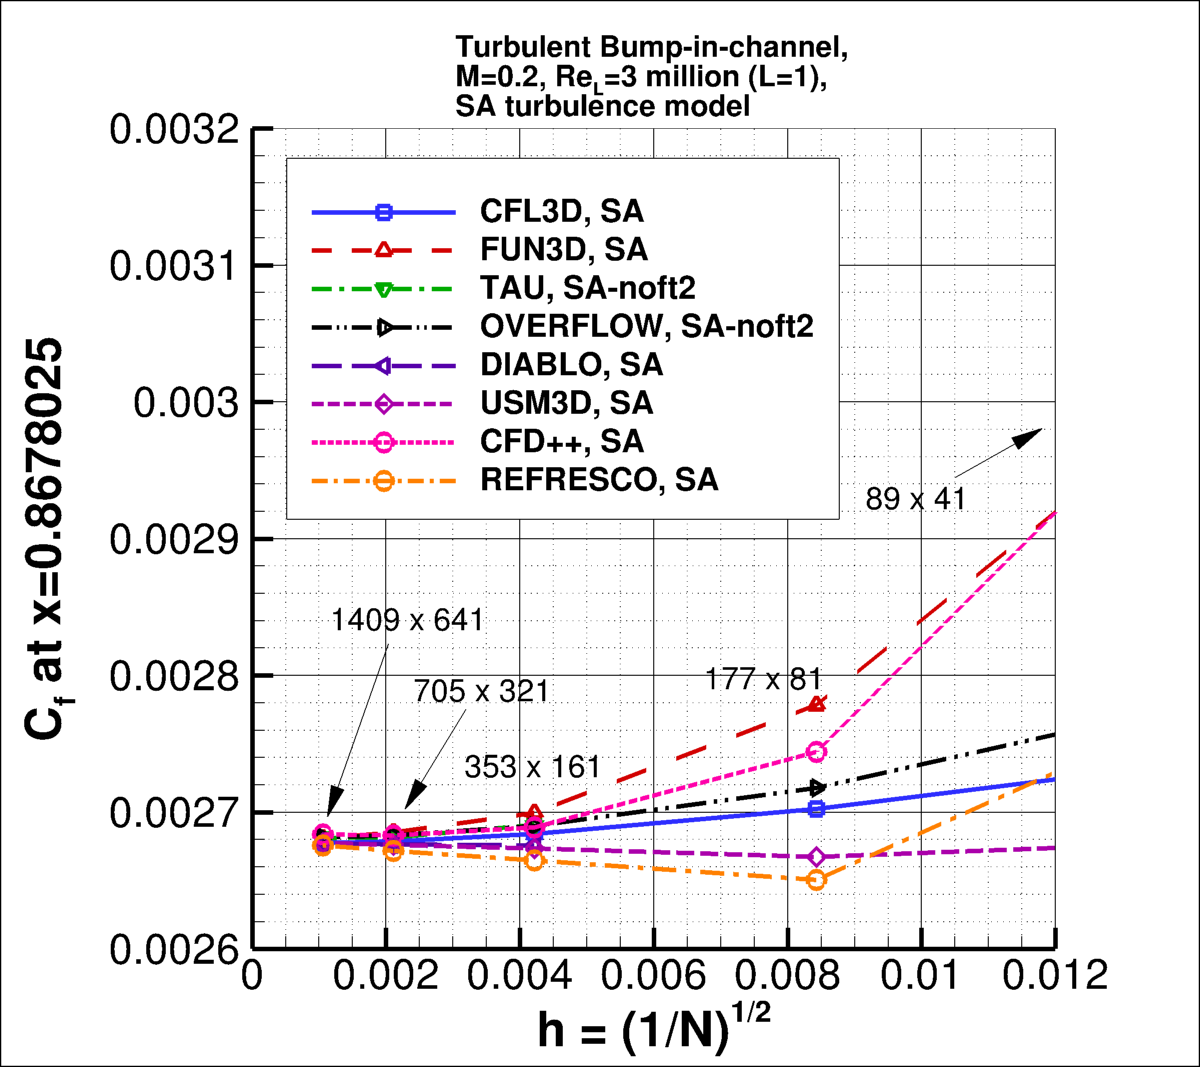 Turbulent Bump-in-channel,
M=0.2, Re_L=3 million (L=1),
SA turbulence model
0.0032
0.0031
0.003
0.0029
0.0028
0.0027
0.0026
C_f at x=0.8678025
CFL3D, SA
FUN3D, SA
TAU, SA-noft2
OVERFLOW, SA-noft2
DIABLO, SA
USM3D, SA
CFD++, SA
REFRESCO, SA
89 x 41
1409 x 641
705 x 321
177 x 81
353 x 161
0 0.002 0.004 0.006 0.008 0.01 0.012
h = (1/N)^1/2